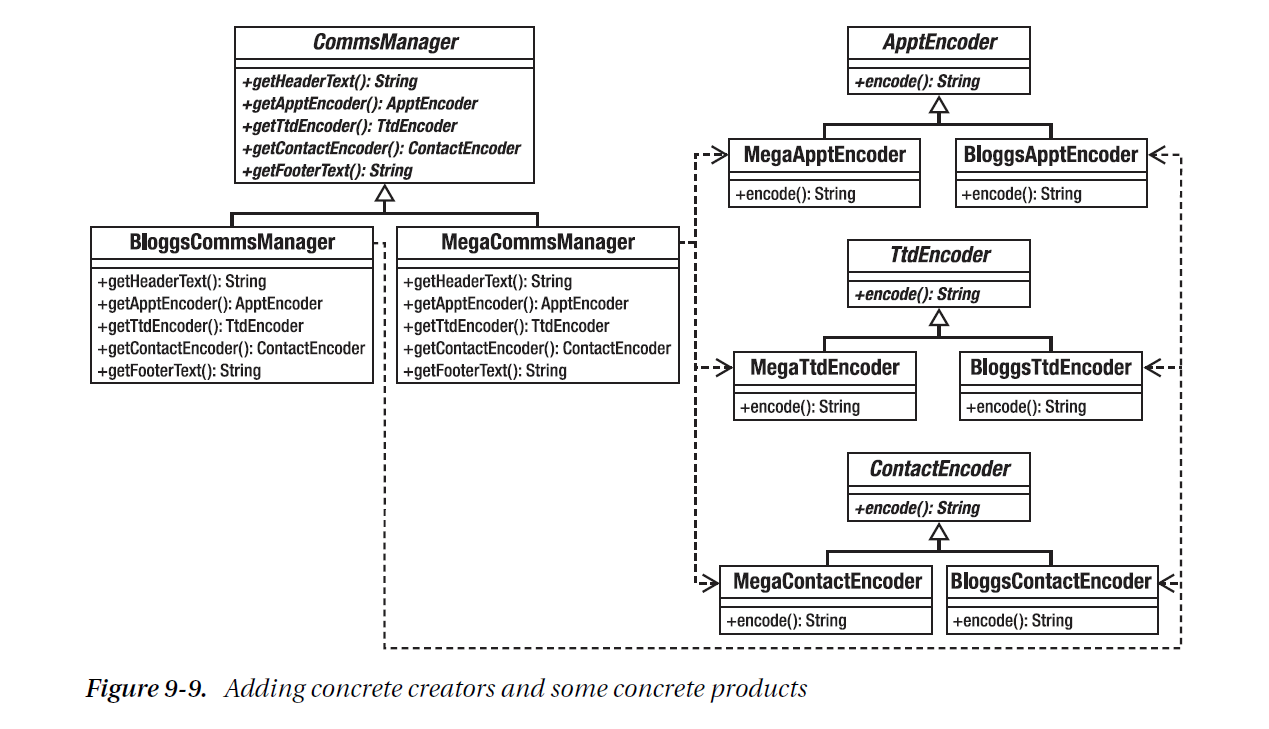 CommsManager
+getHeaderText(): String
+getApptEncoder(): ApptEncoder
+getTtdEncoder(): TtdEncoder
+getContactEncoder(): ContactEncoder
+getFooterText(): String
BloggsCommsManager
+getHeaderText(): String
+getApptEncoder(): ApptEncoder
+getTtdEncoder(): TtdEncoder
+getContactEncoder(): ContactEncoder
+getFooterText(): String
MegaCommsManager
+getHeaderText(): String
+getApptEncoder(): ApptEncoder
+getTtdEncoder(): TtdEncoder
+getContactEncoder(): ContactEncoder
+getFooterText(): String
ApptEncoder
+encode(): String
MegaApptEncoder
+encode(): String
BloggsApptEncoder
+encode(): String
TtdEncoder
+encode(): String
MegaTtdEncoder
+encode(): String
BloggsTtdEncoder
+encode(): String
ContactEncoder
+encode(): String
MegaContactEncoder
+encode(): String
BloggsContactEncoder
+encode(): String
Figure 9-9. Adding concrete creators and some concrete products